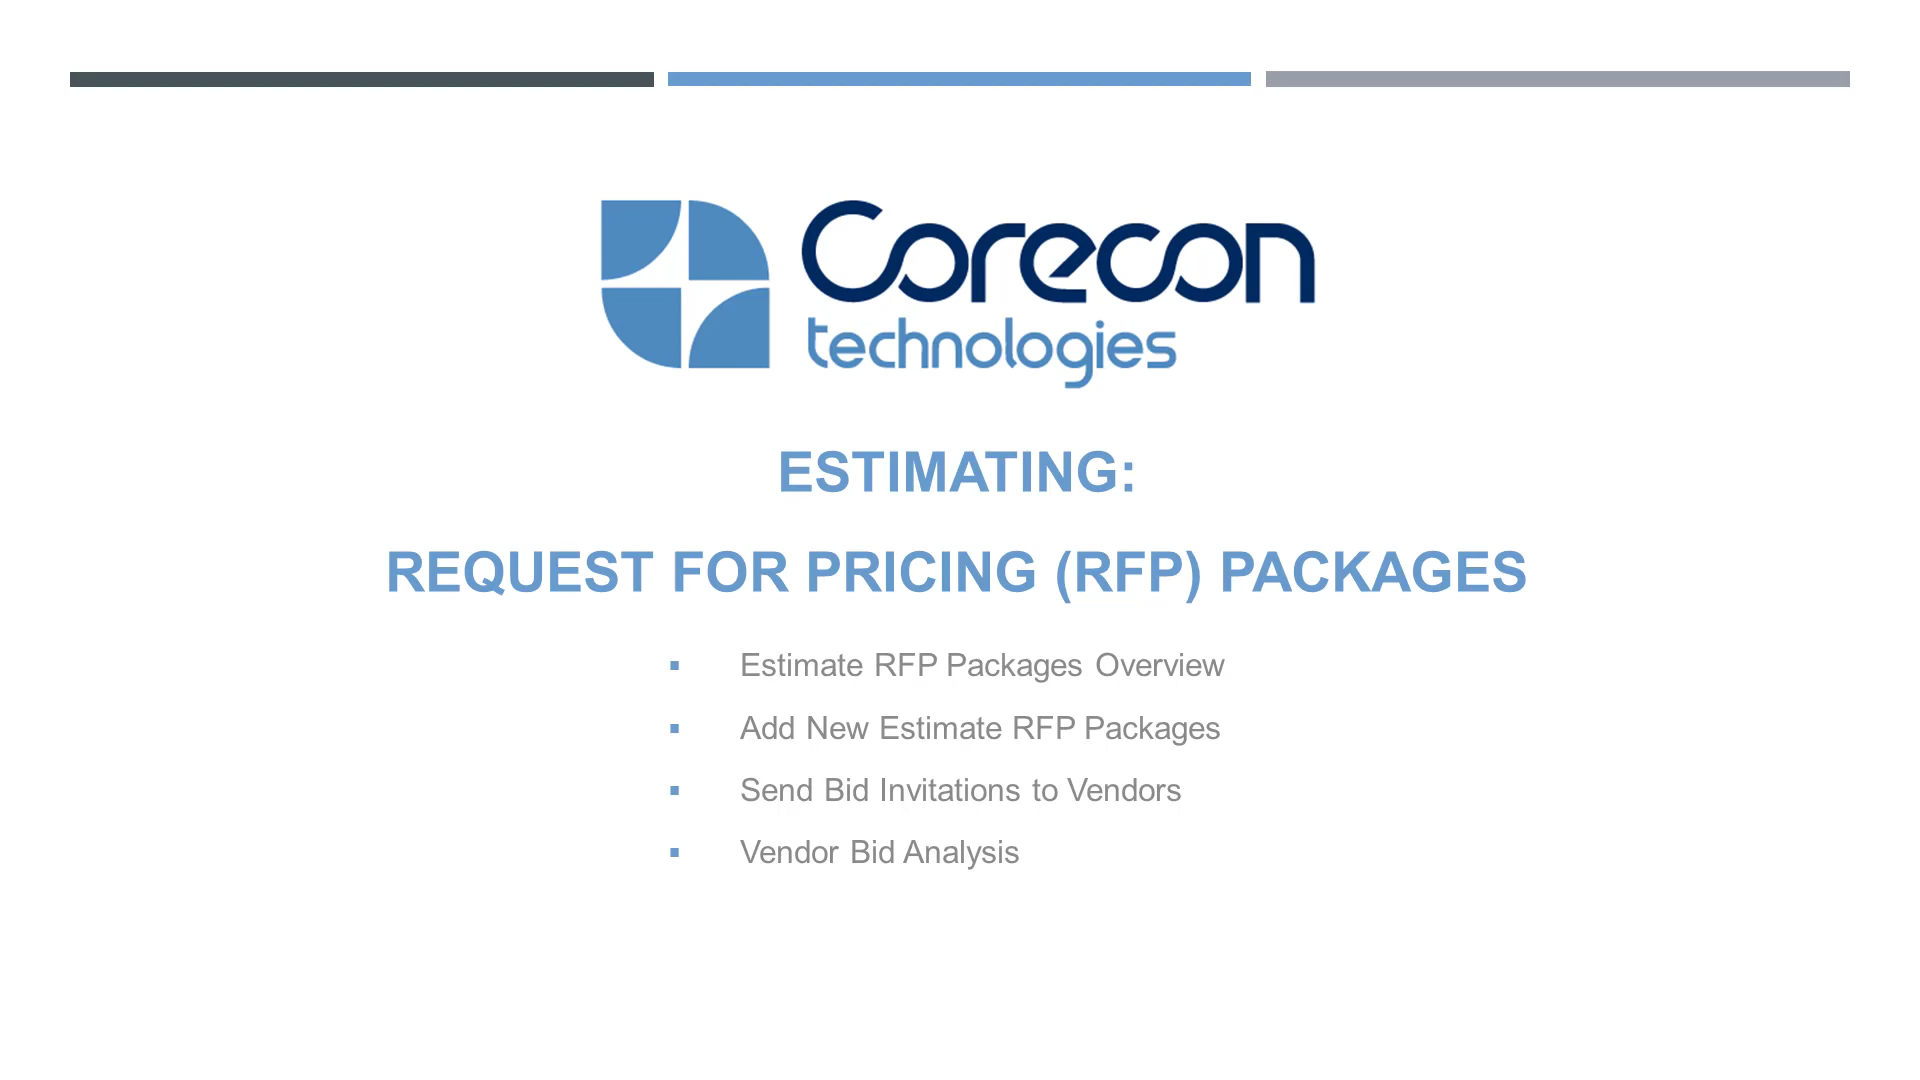 Corecon
technologies
ESTIMATING:
REQUEST FOR PRICING (RFP) PACKAGES
▪ Estimate RFP Packages Overview
▪ Add New Estimate RFP Packages
▪ Send Bid Invitations to Vendors
▪ Vendor Bid Analysis